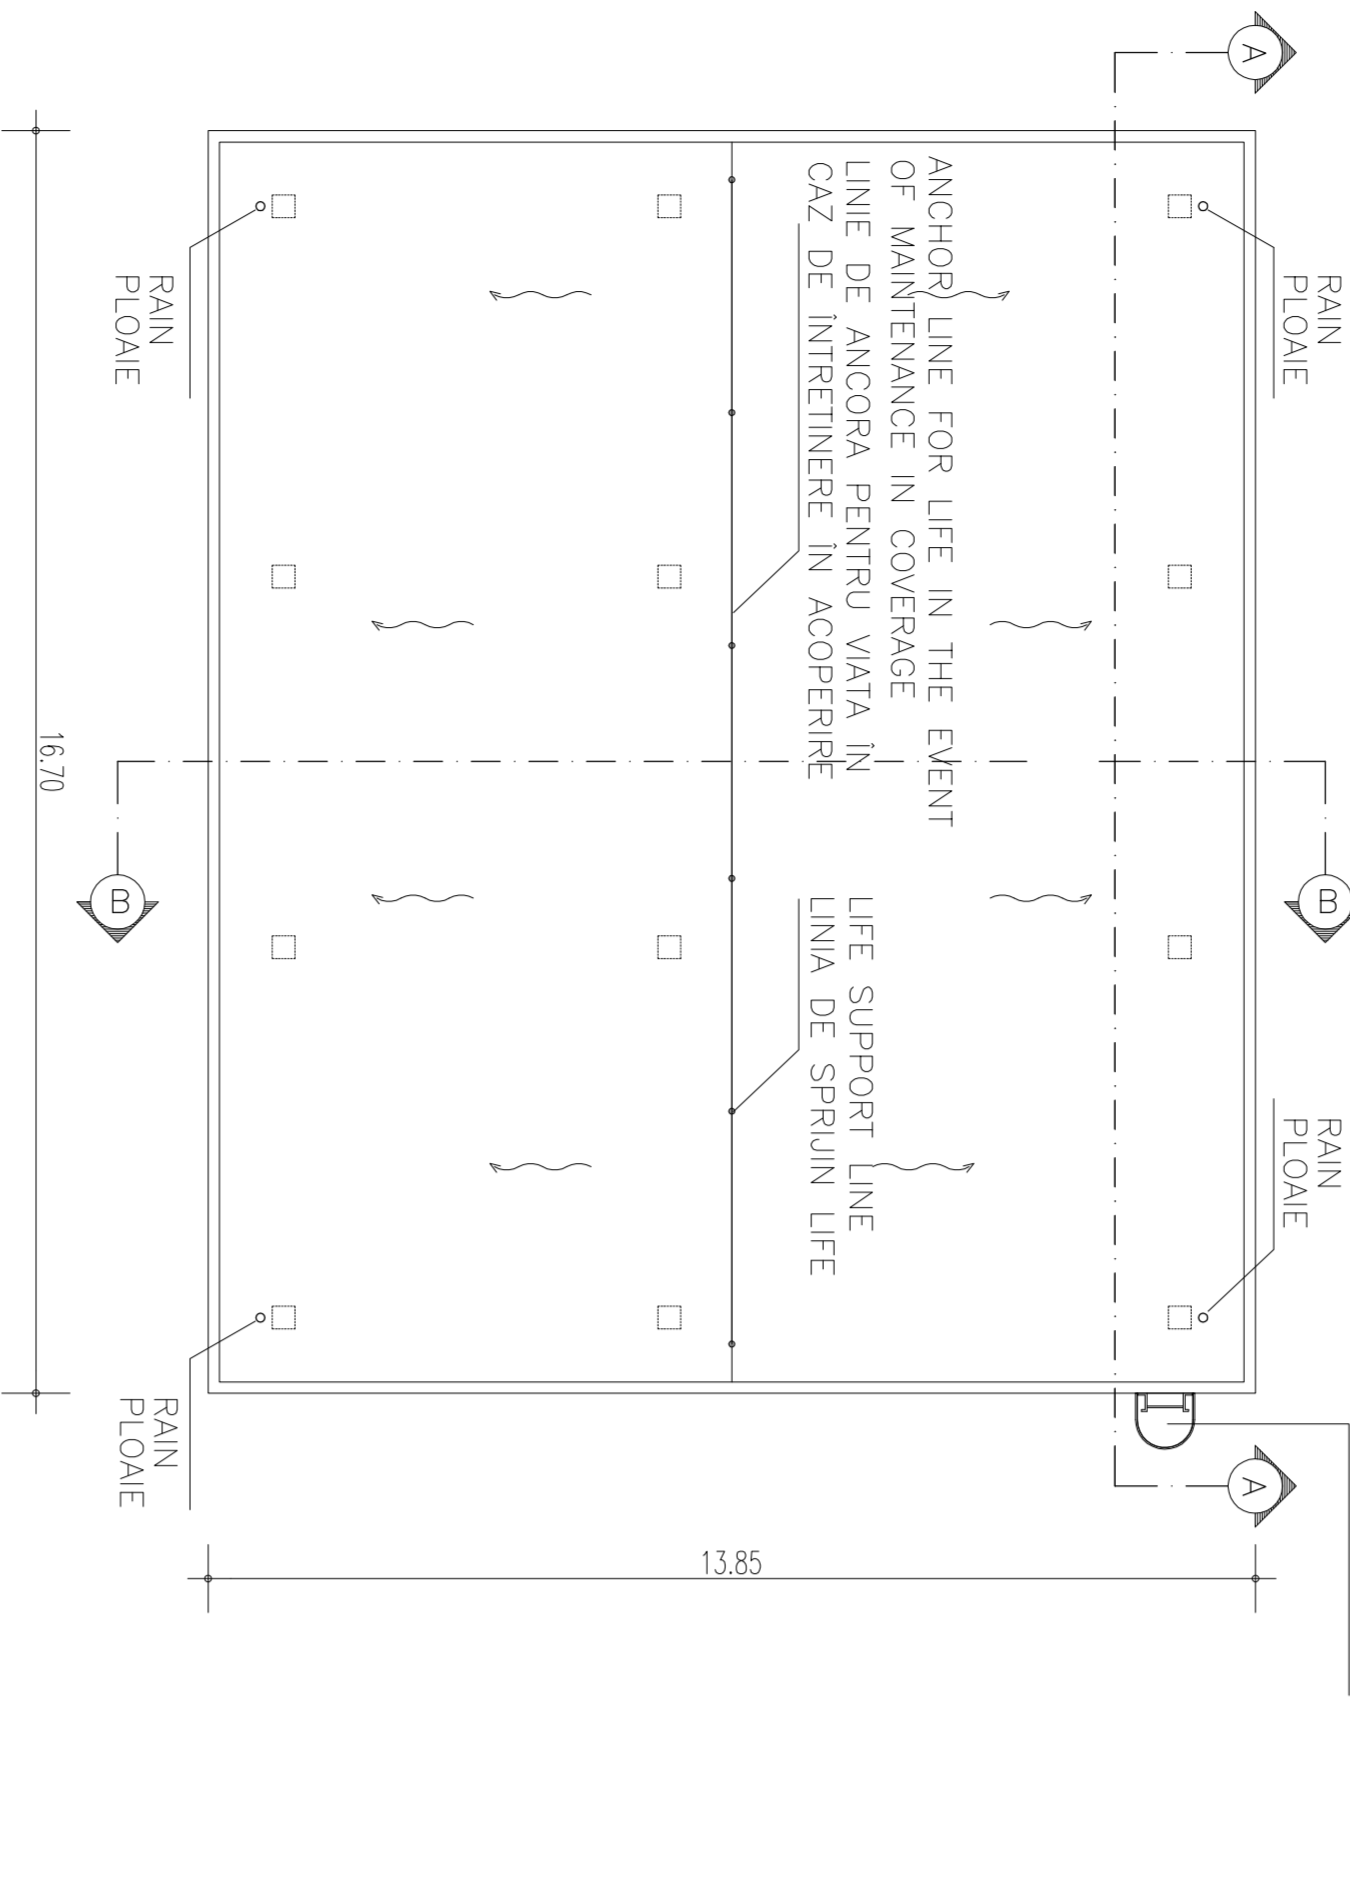 A
RAIN
PLOAIE
RAIN
PLOAIE
ANCHOR LINE FOR LIFE IN THE EVENT
OF MAINTENANCE IN COVERAGE
LINIE DE ANCORA PENTRU VIATA ÎN
CAZ DE ÎNTRETINERE ÎN ACOPERIRE
B
B
LIFE SUPPORT LINE
LINIA DE SPRIJIN LIFE
16.70
RAIN
PLOAIE
RAIN
PLOAIE
A
13.85